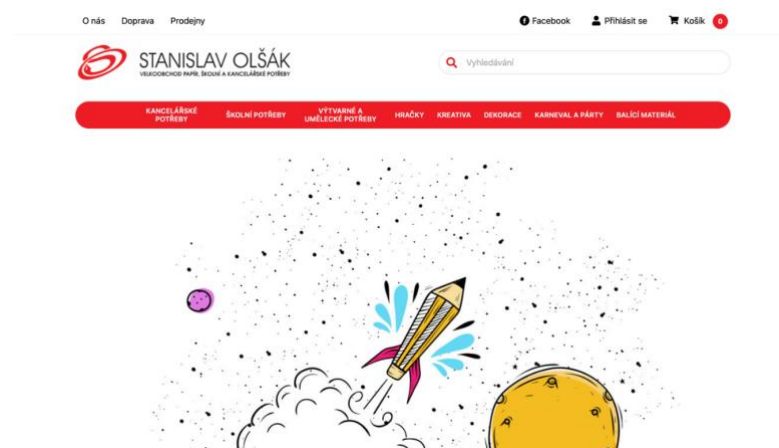 O nás Doprava Prodejny Facebook Přihlásit se Košík 0
STANISLAV OLŠÁK
VELKOOBCHOD PAPÍR, ŠKOLNÍ A KANCELÁŘSKÉ POTŘEBY
Vyhledávání
KANCELÁŘSKÉ POTŘEBY
ŠKOLNÍ POTŘEBY
VÝTVARNÉ A UMĚLECKÉ POTŘEBY
HRAČKY
KREATIVA
DEKORACE
KARNEVAL A PÁRTY
BALÍCÍ MATERIÁL